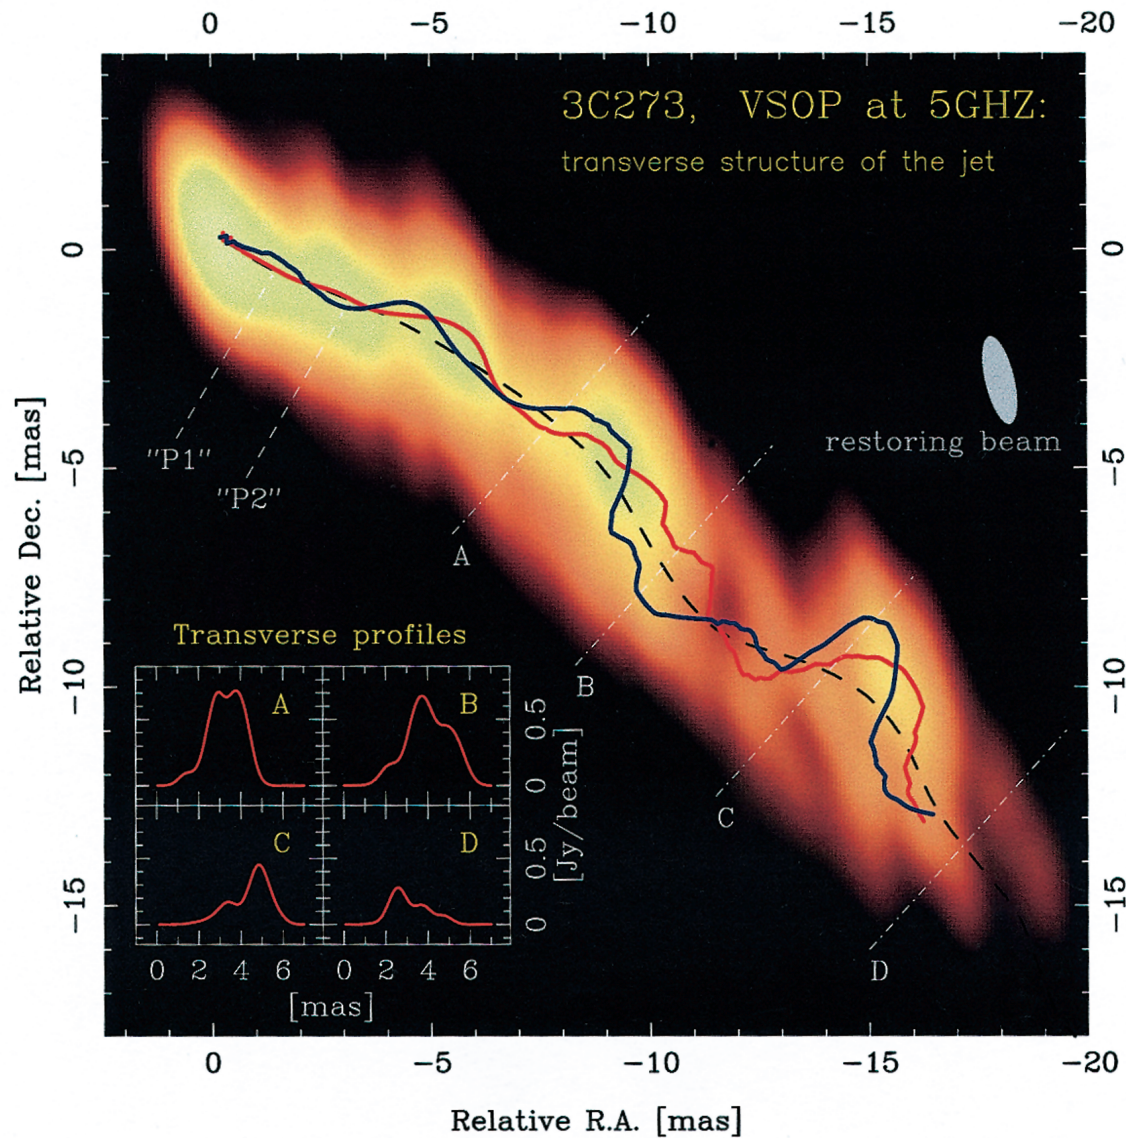 0 −5 −10 −15 −20
3C273, VSOP at 5GHZ:
transverse structure of the jet
0 0
restoring beam
"P1"
−5 −5
"P2"
A
Relative Dec. [mas]
Transverse profiles
B
−10 −10
A B 0.5
0
C
C D 0.5
0
[Jy/beam]
−15 −15
D
0 2 4 6 0 2 4 6
[mas]
0 −5 −10 −15 −20
Relative R.A. [mas]